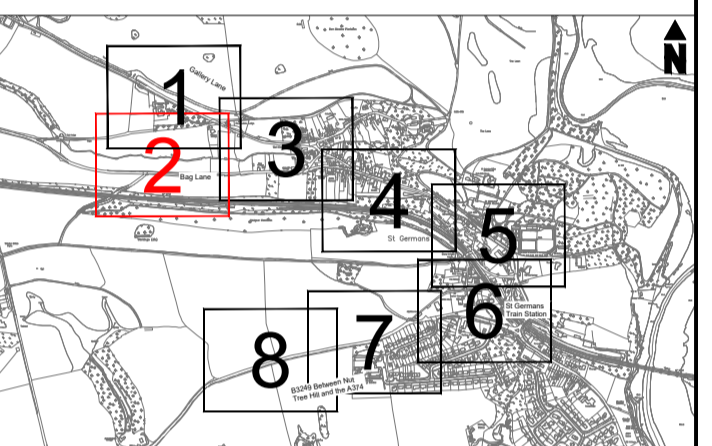 N
1
Gallery Lane
2
3
Bag Lane
4
St Germans
5
6
St Germans
Train Station
7
8
B3249 Between Nut
Tree Hill and the A374